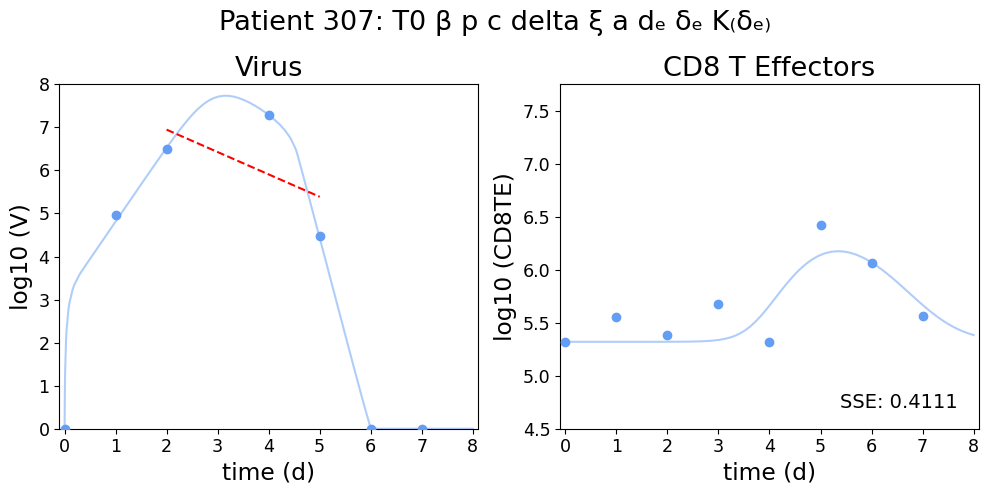 Patient 307: T0 β p c delta ξ a dₑ δₑ K₍δₑ₎
Virus
CD8 T Effectors
log10 (V)
8
7
6
5
4
3
2
1
0
0 1 2 3 4 5 6 7 8
time (d)
log10 (CD8TE)
7.5
7.0
6.5
6.0
5.5
5.0
4.5
SSE: 0.4111
0 1 2 3 4 5 6 7 8
time (d)